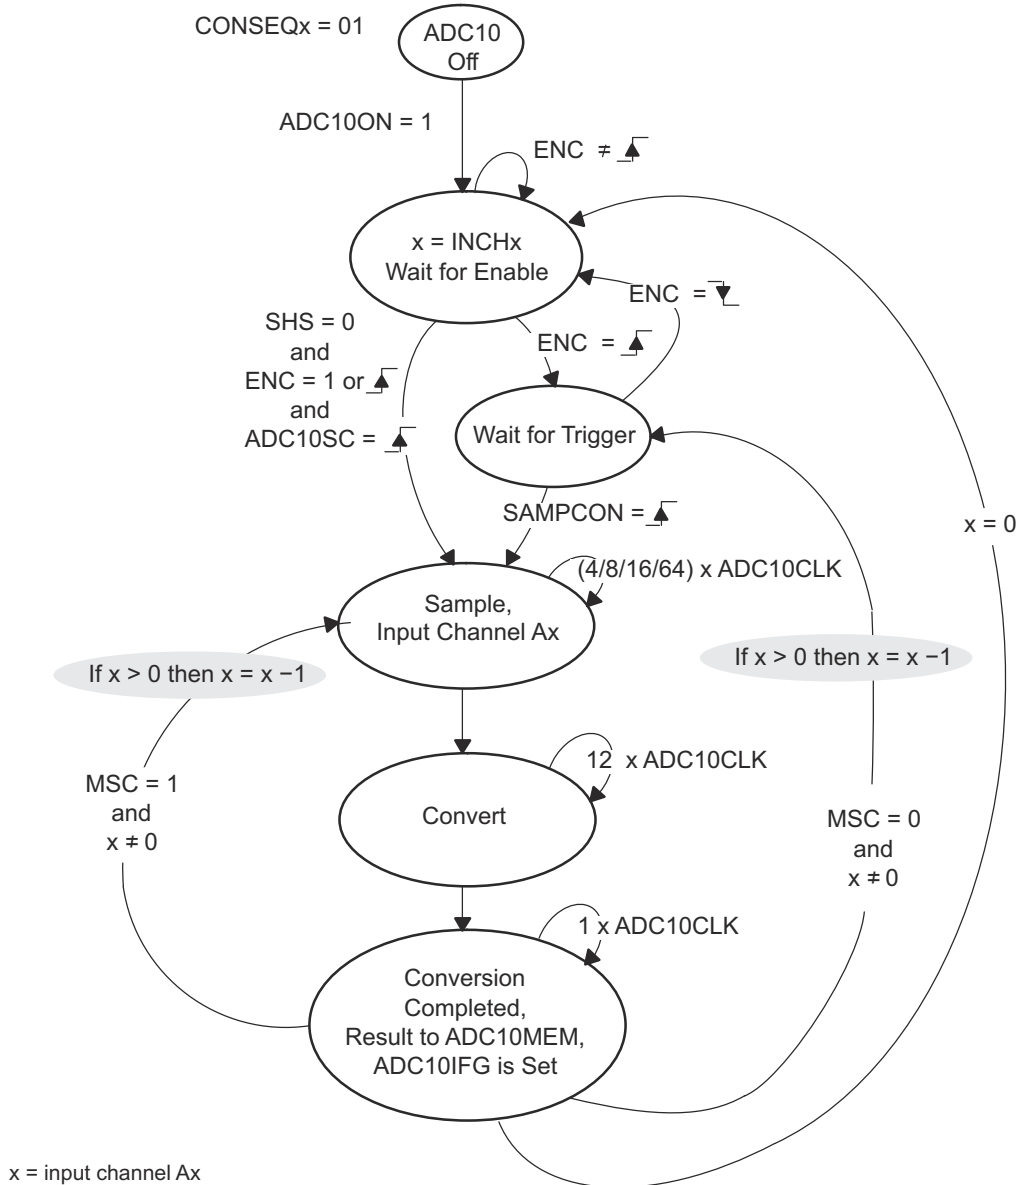 CONSEQx = 01
ADC10
Off
ADC10ON = 1
ENC ≠
x = INCHx
Wait for Enable
ENC =
SHS = 0
and
ENC = 1 or
and
ADC10SC =
ENC =
Wait for Trigger
SAMPCON =
x = 0
(4/8/16/64) x ADC10CLK
Sample,
Input Channel Ax
If x > 0 then x = x −1
If x > 0 then x = x −1
12 x ADC10CLK
MSC = 1
and
x ≠ 0
Convert
MSC = 0
and
x ≠ 0
1 x ADC10CLK
Conversion
Completed,
Result to ADC10MEM,
ADC10IFG is Set
x = input channel Ax